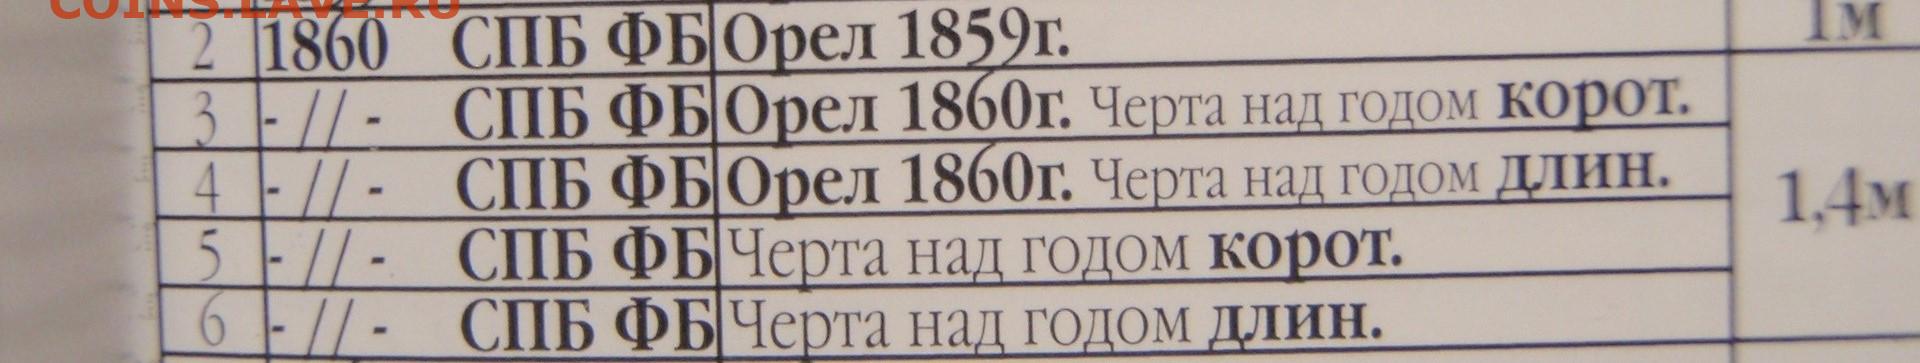 COINS.LAVE.RU
2 1860 СПБ ФБ Орел 1859г. 1м
3 - // - СПБ ФБ Орел 1860г. Черта над годом корот.
4 - // - СПБ ФБ Орел 1860г. Черта над годом длин. 1,4м
5 - // - СПБ ФБ Черта над годом корот.
6 - // - СПБ ФБ Черта над годом длин.